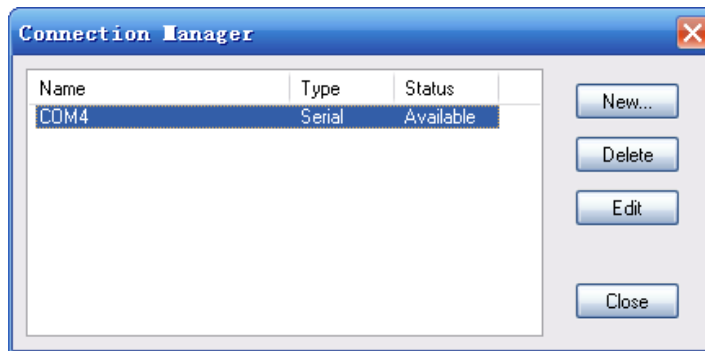 Connection Manager
Name Type Status
COM4 Serial Available
New...
Delete
Edit
Close